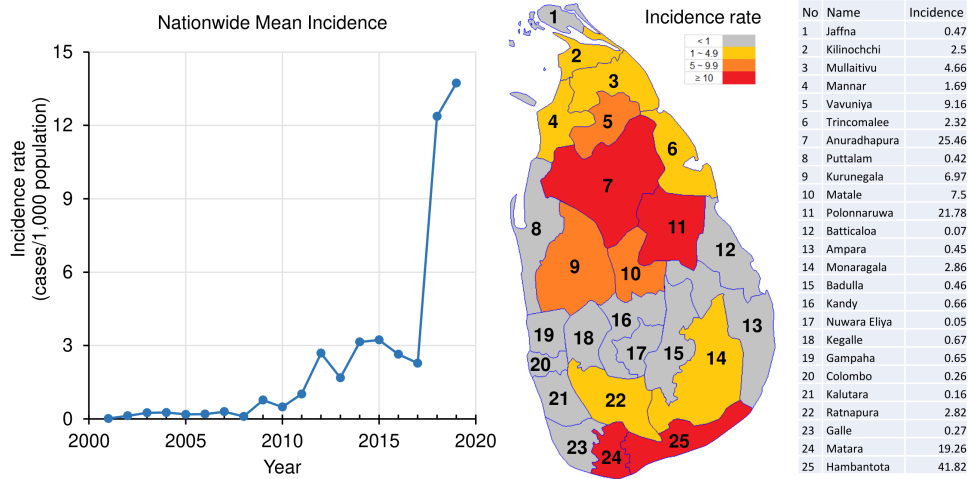 Nationwide Mean Incidence
Incidence rate
(cases/1,000 population)
15
12
9
6
3
0
2000
2005
2010
2015
2020
Year
Incidence rate
< 1
1 ~ 4.9
5 ~ 9.9
≥ 10
1
2
3
4
5
6
7
8
9
10
11
12
13
14
15
16
17
18
19
20
21
22
23
24
25
No Name Incidence
1 Jaffna 0.47
2 Kilinochchi 2.5
3 Mullaitivu 4.66
4 Mannar 1.69
5 Vavuniya 9.16
6 Trincomalee 2.32
7 Anuradhapura 25.46
8 Puttalam 0.42
9 Kurunegala 6.97
10 Matale 7.5
11 Polonnaruwa 21.78
12 Batticaloa 0.07
13 Ampara 0.45
14 Monaragala 2.86
15 Badulla 0.46
16 Kandy 0.66
17 Nuwara Eliya 0.05
18 Kegalle 0.67
19 Gampaha 0.65
20 Colombo 0.26
21 Kalutara 0.16
22 Ratnapura 2.82
23 Galle 0.27
24 Matara 19.26
25 Hambantota 41.82